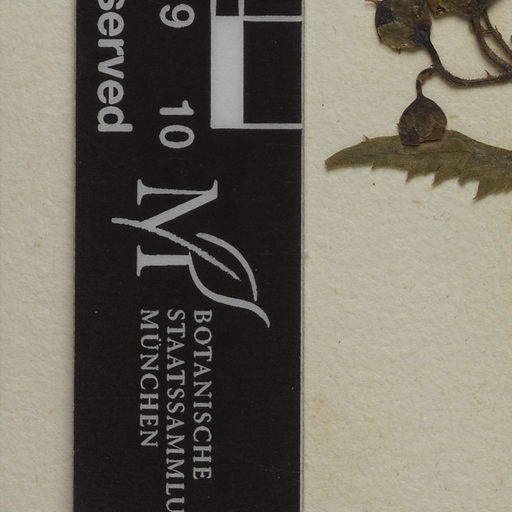 served
9 10
BOTANISCHE
STAATSSAMMLU
MÜNCHEN